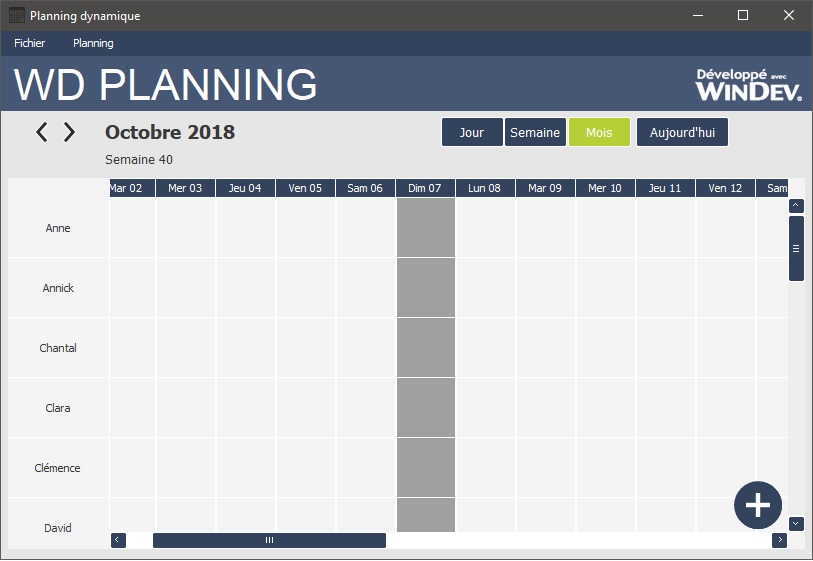 Planning dynamique
Fichier Planning
WD PLANNING
Développé avec
WINDEV.
Octobre 2018 Jour Semaine Mois Aujourd'hui
Semaine 40
Mar 02 Mer 03 Jeu 04 Ven 05 Sam 06 Dim 07 Lun 08 Mar 09 Mer 10 Jeu 11 Ven 12 Sam
Anne
Annick
Chantal
Clara
Clémence
David